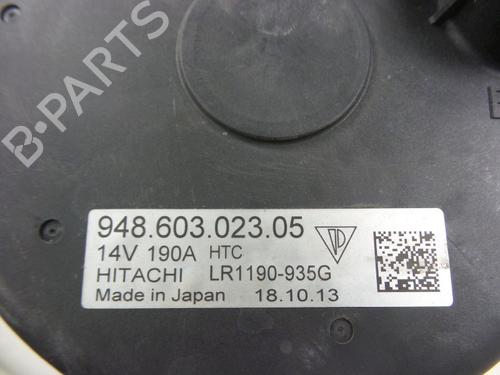 B-PARTS
948.603.023.05
14V 190A HTC
HITACHI LR1190-935G
Made in Japan 18.10.13